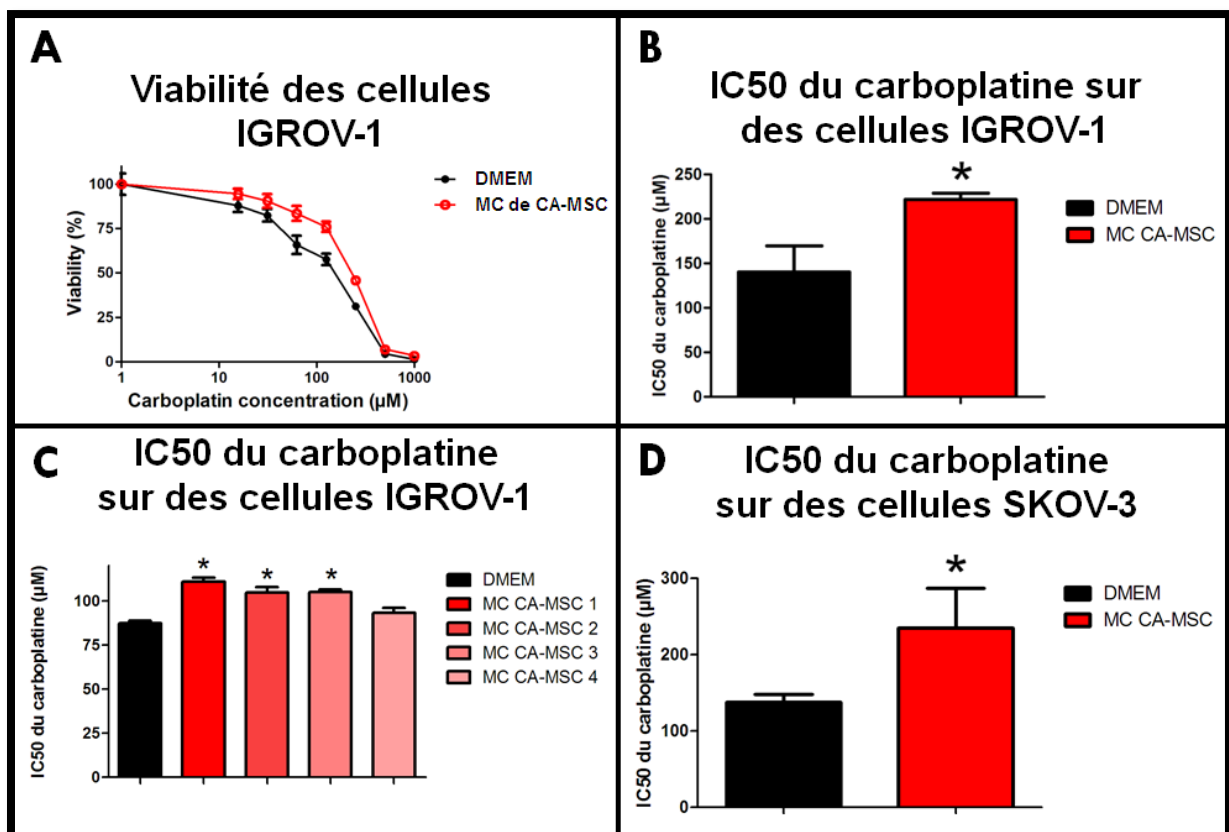 A
Viabilité des cellules
IGROV-1
DMEM
MC de CA-MSC
Viability (%)
100
75
50
25
0
1
10
100
1000
Carboplatin concentration (µM)
B
IC50 du carboplatine sur
des cellules IGROV-1
*
DMEM
MC CA-MSC
IC50 du carboplatine (µM)
250
200
150
100
50
0
C
IC50 du carboplatine
sur des cellules IGROV-1
* * *
DMEM
MC CA-MSC 1
MC CA-MSC 2
MC CA-MSC 3
MC CA-MSC 4
IC50 du carboplatine (µM)
100
75
50
25
0
D
IC50 du carboplatine
sur des cellules SKOV-3
*
DMEM
MC CA-MSC
IC50 du carboplatine (µM)
300
200
100
0